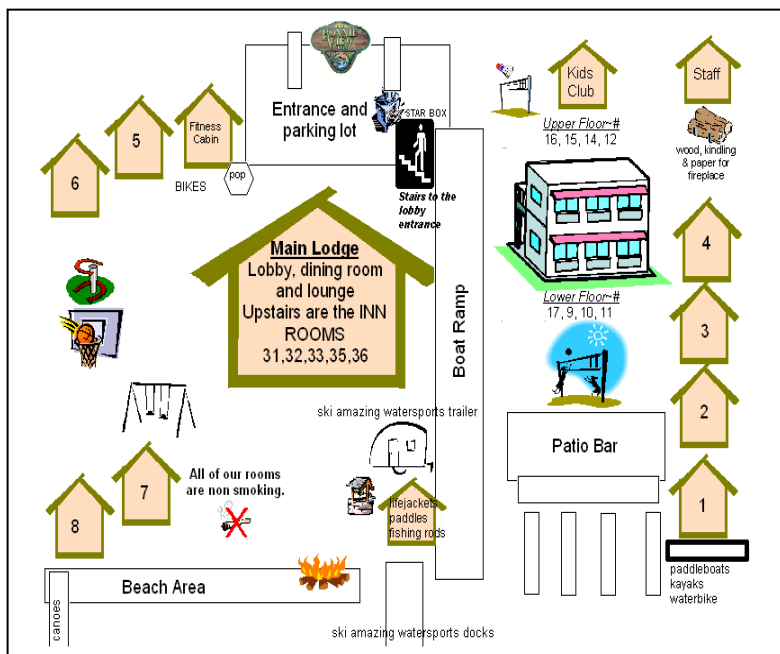 BONNIE
VIEW
Entrance and
parking lot
STAR BOX
Kids
Club
Staff
Fitness
Cabin
5
6
BIKES
pop
Stairs to the
lobby
entrance
Upper Floor~#
16, 15, 14, 12
wood, kindling
& paper for
fireplace
Main Lodge
Lobby, dining room
and lounge
Upstairs are the INN
ROOMS
31,32,33,35,36
Boat Ramp
4
Lower Floor~#
17, 9, 10, 11
3
2
ski amazing watersports trailer
Patio Bar
7
8
All of our rooms
are non smoking.
lifejackets
paddles
fishing rods
1
paddleboats
kayaks
waterbike
Beach Area
canoes
ski amazing watersports docks